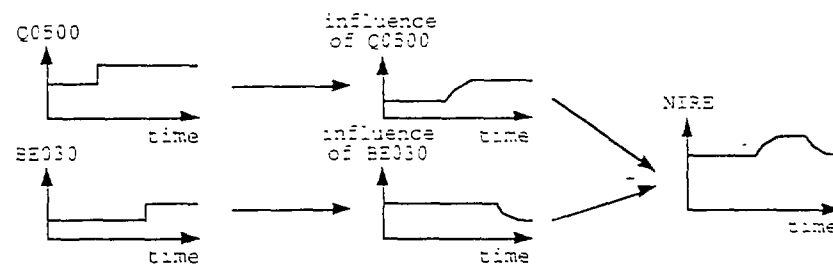 Q0500
time
influence
of Q0500
time
BE030
time
influence
of BE030
time
NIRE
time